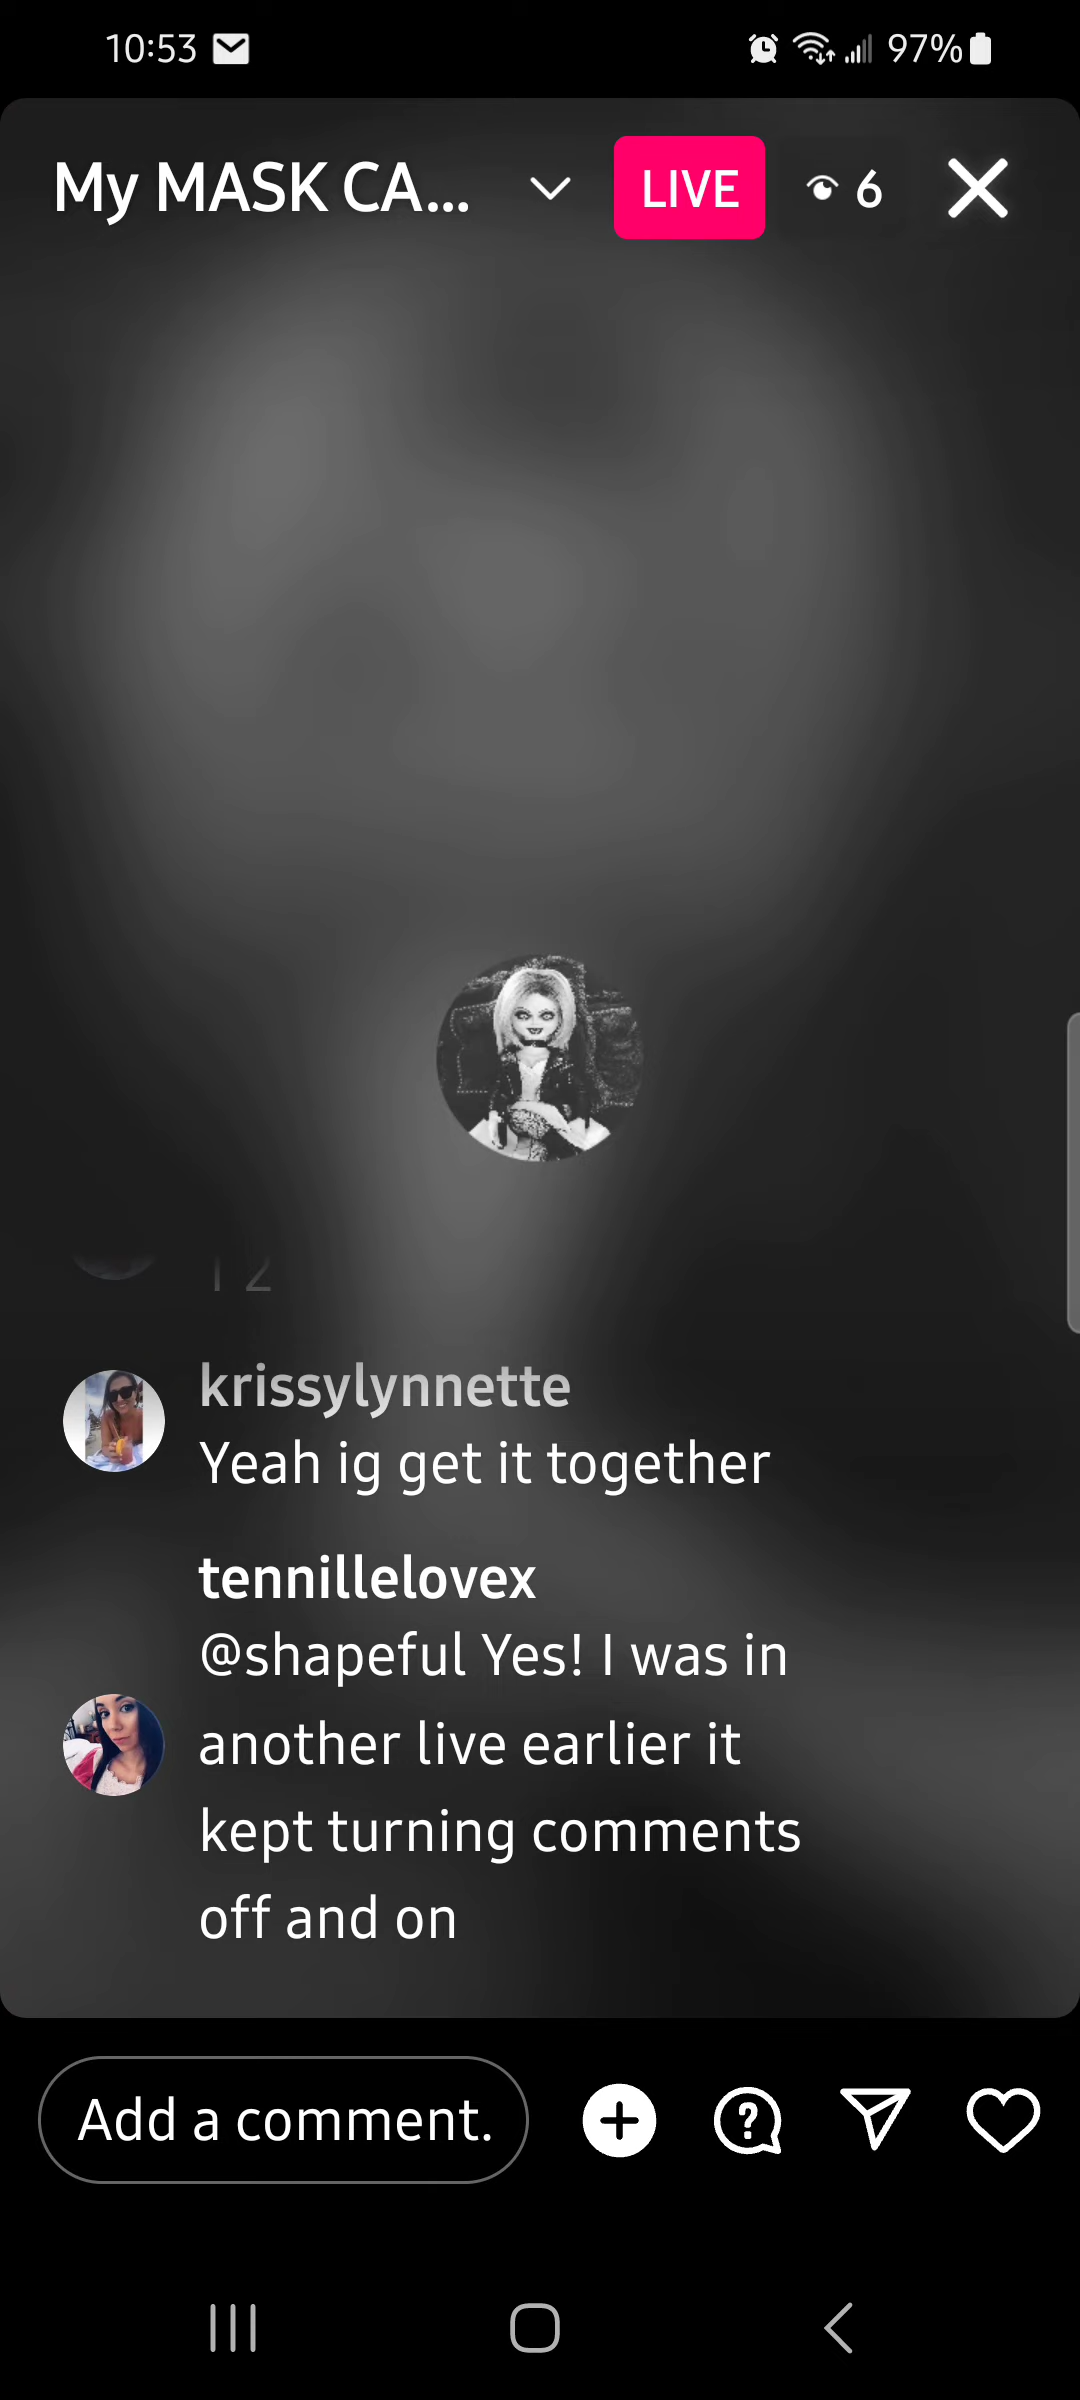 10:53 97%
My MASK CA... LIVE 6
krissylynnette
Yeah ig get it together
tennillelovex
@shapeful Yes! I was in
another live earlier it
kept turning comments
off and on
Add a comment.